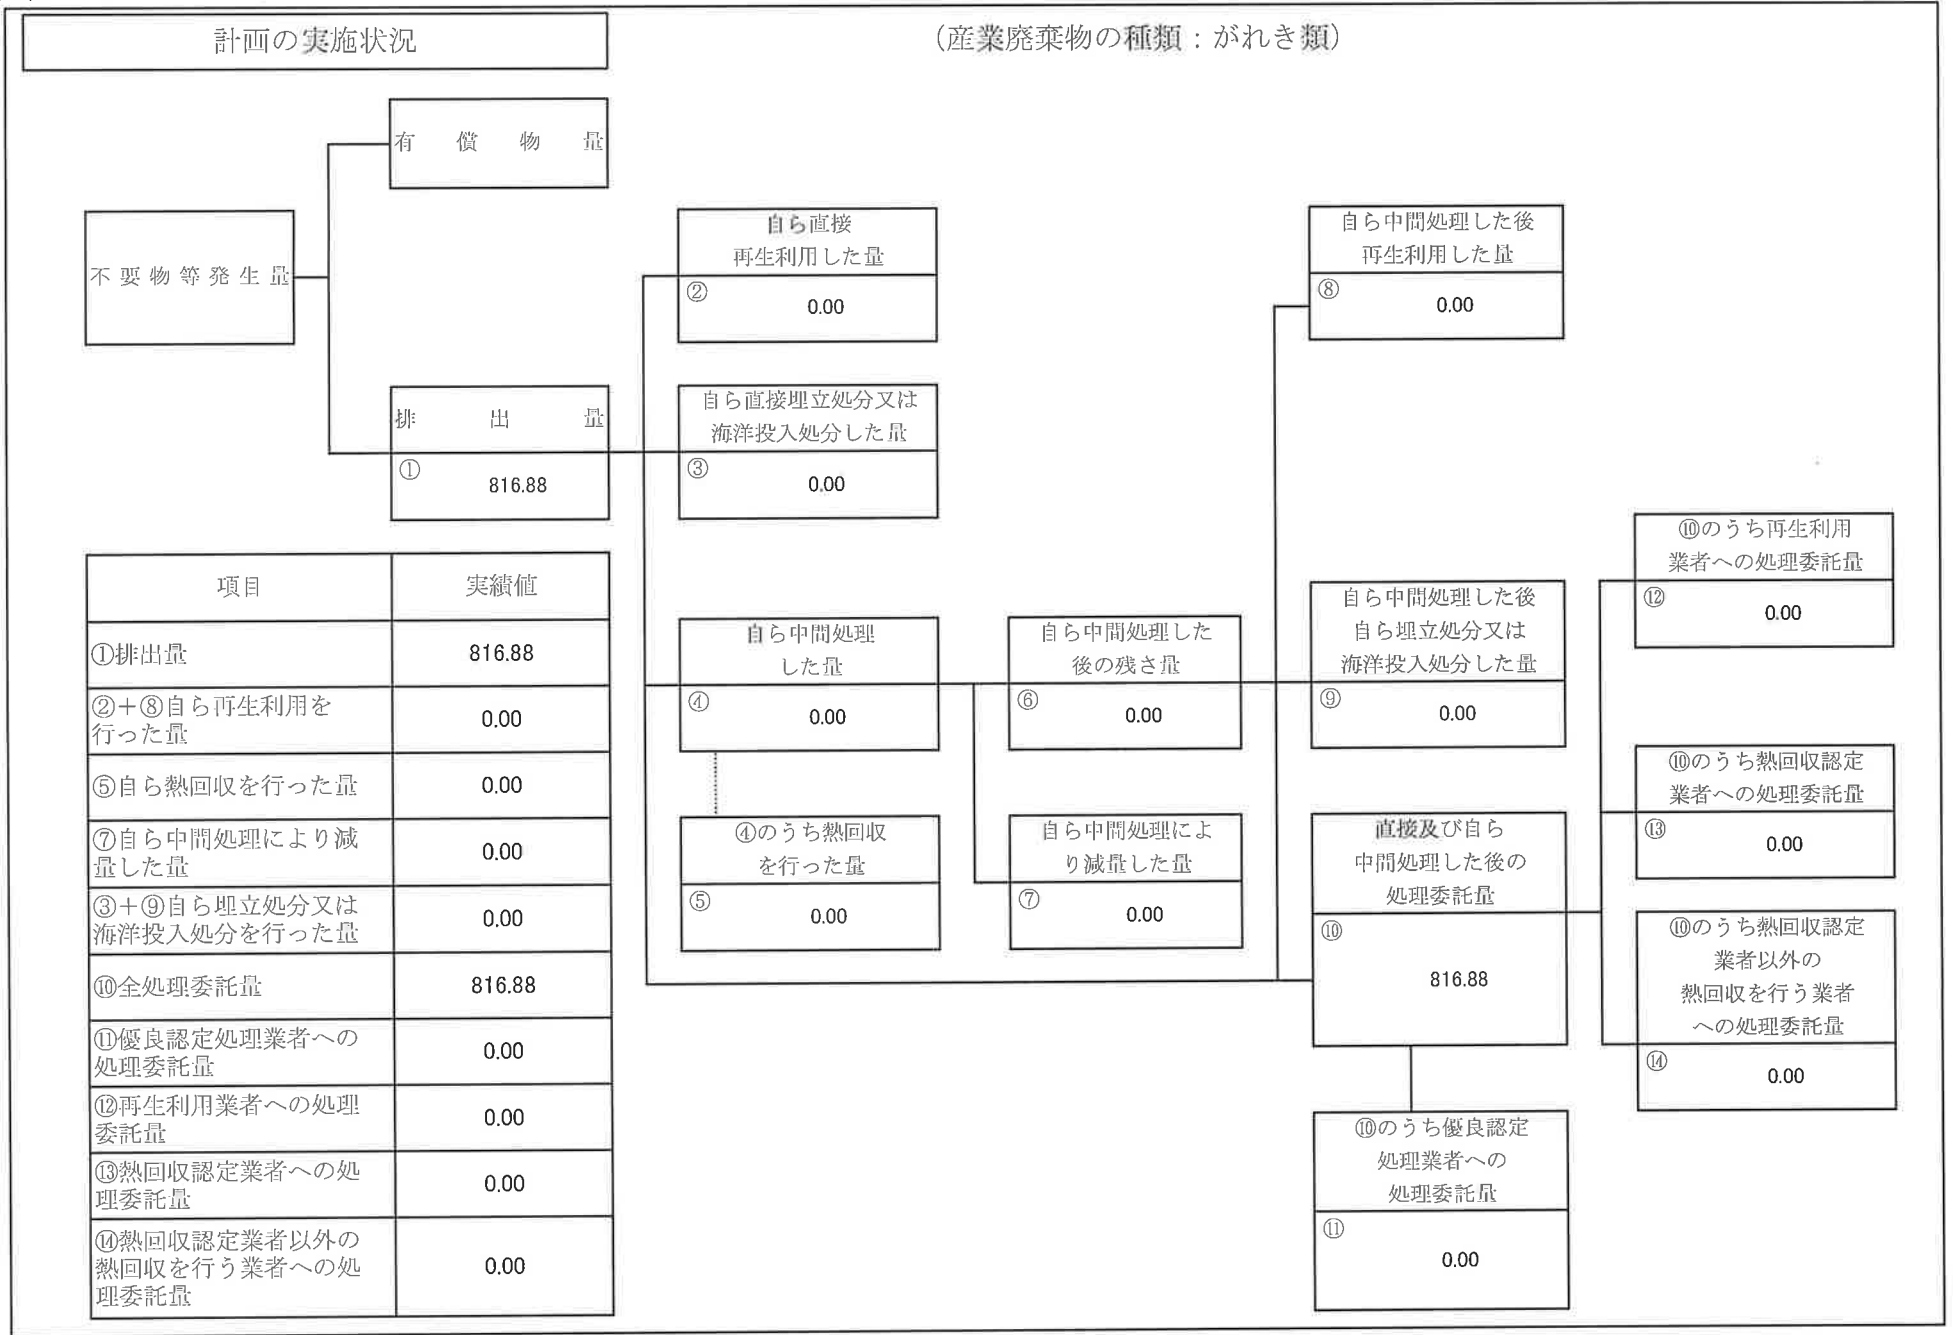 計画の実施状況
(産業廃棄物の種類：がれき類)
有償物量
不要物等発生量
排出量
①
816.88
自ら直接
再生利用した量
②
0.00
自ら直接埋立処分又は
海洋投入処分した量
③
0.00
自ら中間処理
した量
④
0.00
④のうち熱回収
を行った量
⑤
0.00
自ら中間処理した
後の残さ量
⑥
0.00
自ら中間処理によ
り減量した量
⑦
0.00
自ら中間処理した後
再生利用した量
⑧
0.00
自ら中間処理した後
自ら埋立処分又は
海洋投入処分した量
⑨
0.00
直接及び自ら
中間処理した後の
処理委託量
⑩
816.88
⑩のうち優良認定
処理業者への
処理委託量
⑪
0.00
⑩のうち再生利用
業者への処理委託量
⑫
0.00
⑩のうち熱回収認定
業者への処理委託量
⑬
0.00
⑩のうち熱回収認定
業者以外の
熱回収を行う業者
への処理委託量
⑭
0.00
項目 実績値
①排出量 816.88
②＋⑧自ら再生利用を
行った量 0.00
⑤自ら熱回収を行った量 0.00
⑦自ら中間処理により減
量した量 0.00
③＋⑨自ら埋立処分又は
海洋投入処分を行った量 0.00
⑩全処理委託量 816.88
⑪優良認定処理業者への
処理委託量 0.00
⑫再生利用業者への処理
委託量 0.00
⑬熱回収認定業者への処
理委託量 0.00
⑭熱回収認定業者以外の
熱回収を行う業者への処
理委託量 0.00